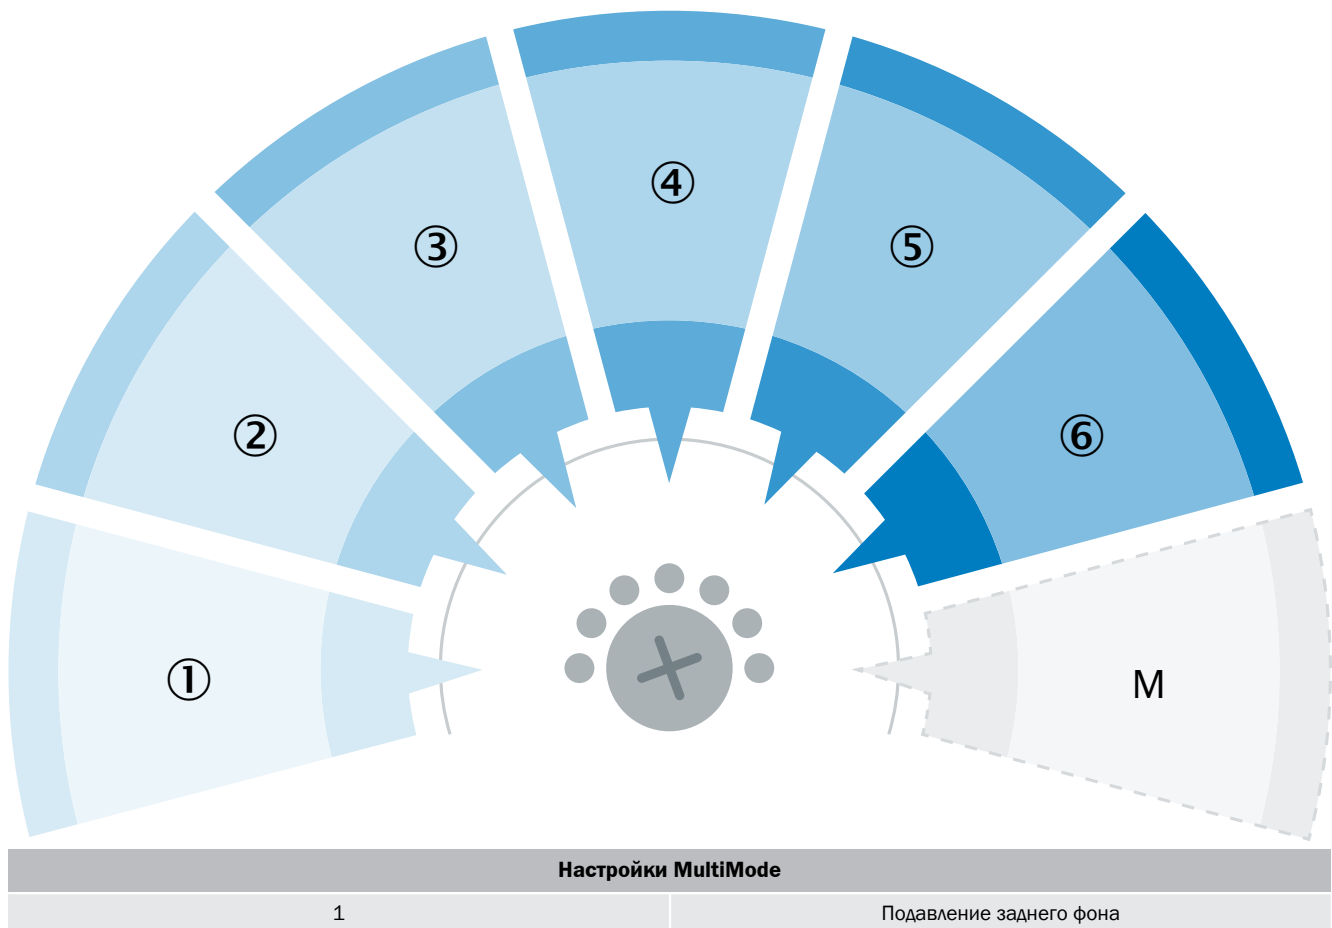 ④
③
⑤
②
⑥
①
M
Настройки MultiMode
1 Подавление заднего фона